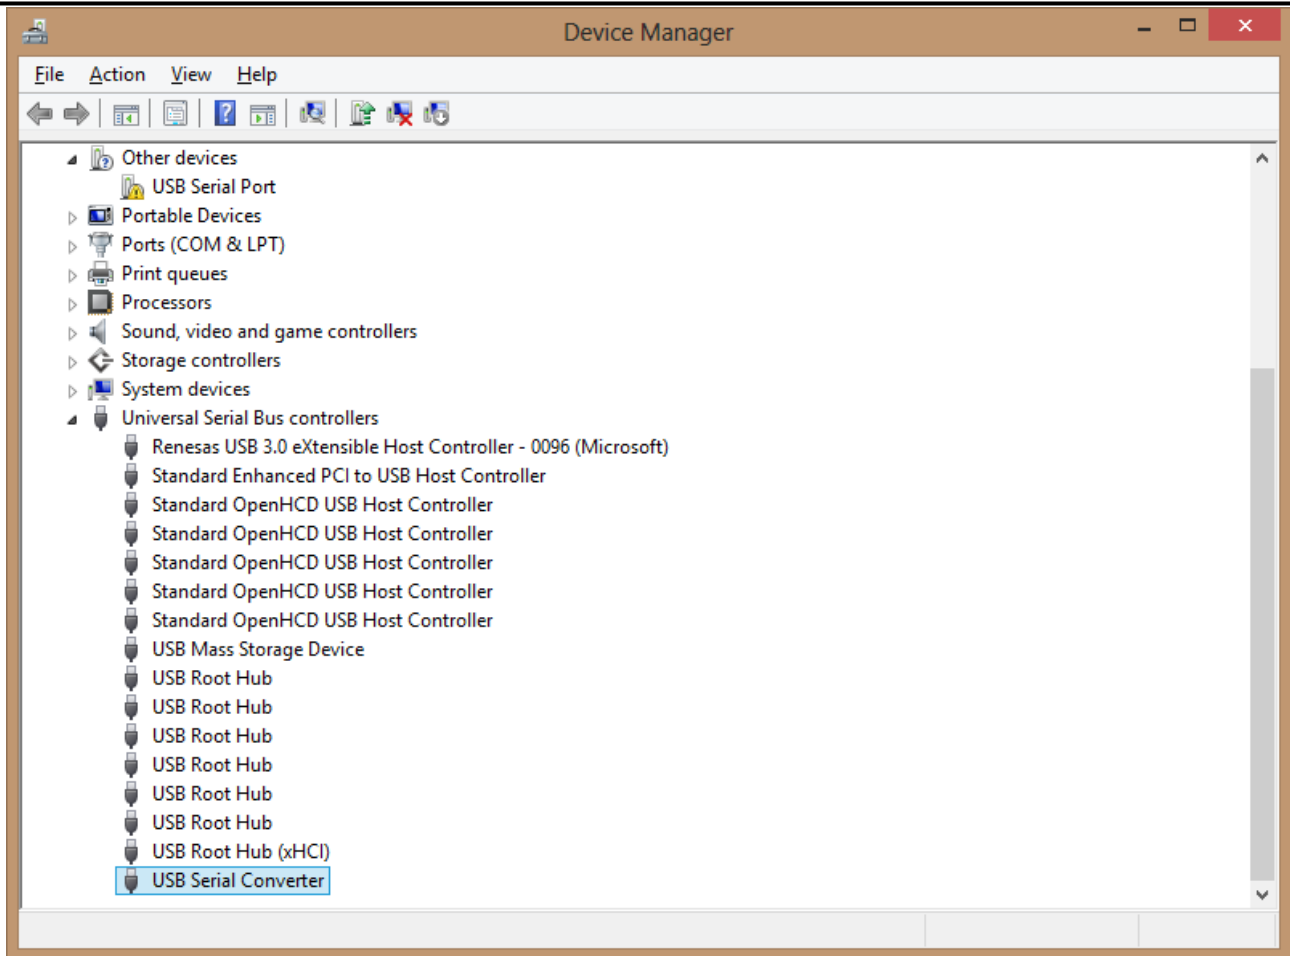 Device Manager
File Action View Help
Other devices
USB Serial Port
Portable Devices
Ports (COM & LPT)
Print queues
Processors
Sound, video and game controllers
Storage controllers
System devices
Universal Serial Bus controllers
Renesas USB 3.0 eXtensible Host Controller - 0096 (Microsoft)
Standard Enhanced PCI to USB Host Controller
Standard OpenHCD USB Host Controller
Standard OpenHCD USB Host Controller
Standard OpenHCD USB Host Controller
Standard OpenHCD USB Host Controller
Standard OpenHCD USB Host Controller
USB Mass Storage Device
USB Root Hub
USB Root Hub
USB Root Hub
USB Root Hub
USB Root Hub
USB Root Hub
USB Root Hub (xHCI)
USB Serial Converter